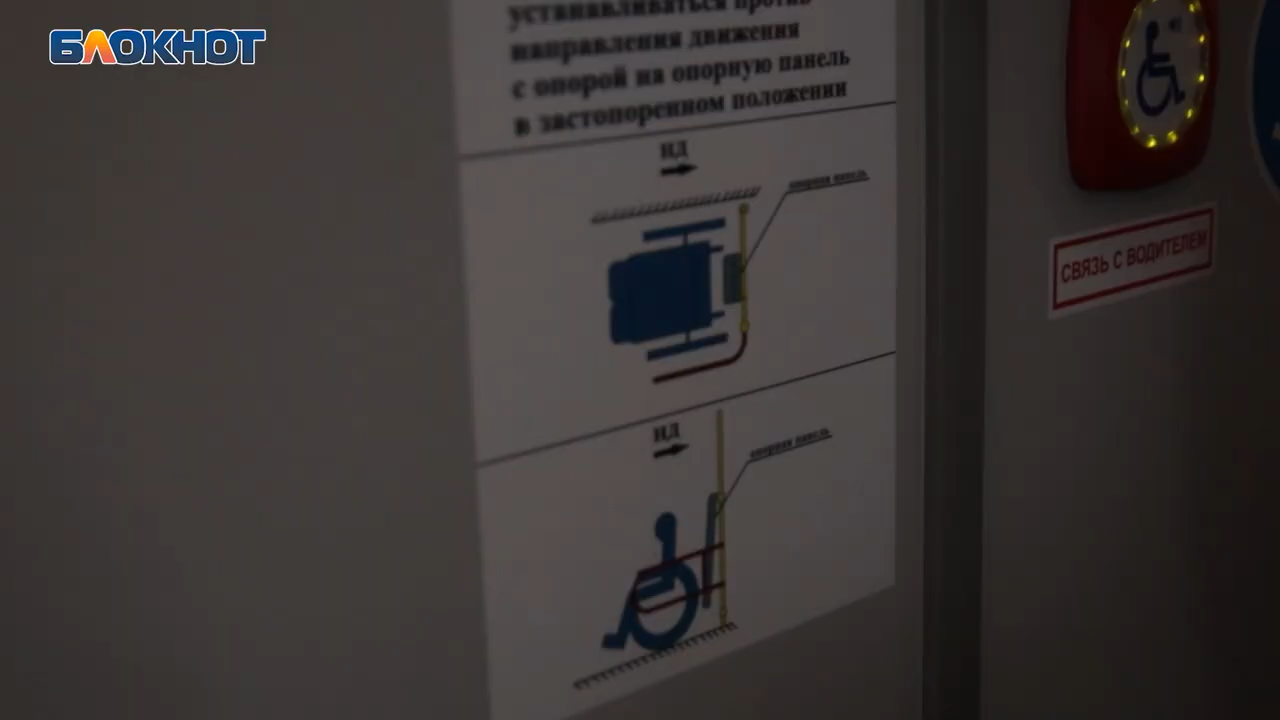 БЛОКНОТ
устанавливаться против
направления движения
с опорой на опорную панель
в застопоренном положении
НД
опорная панель
НД
опорная панель
СВЯЗЬ С ВОДИТЕЛЕМ